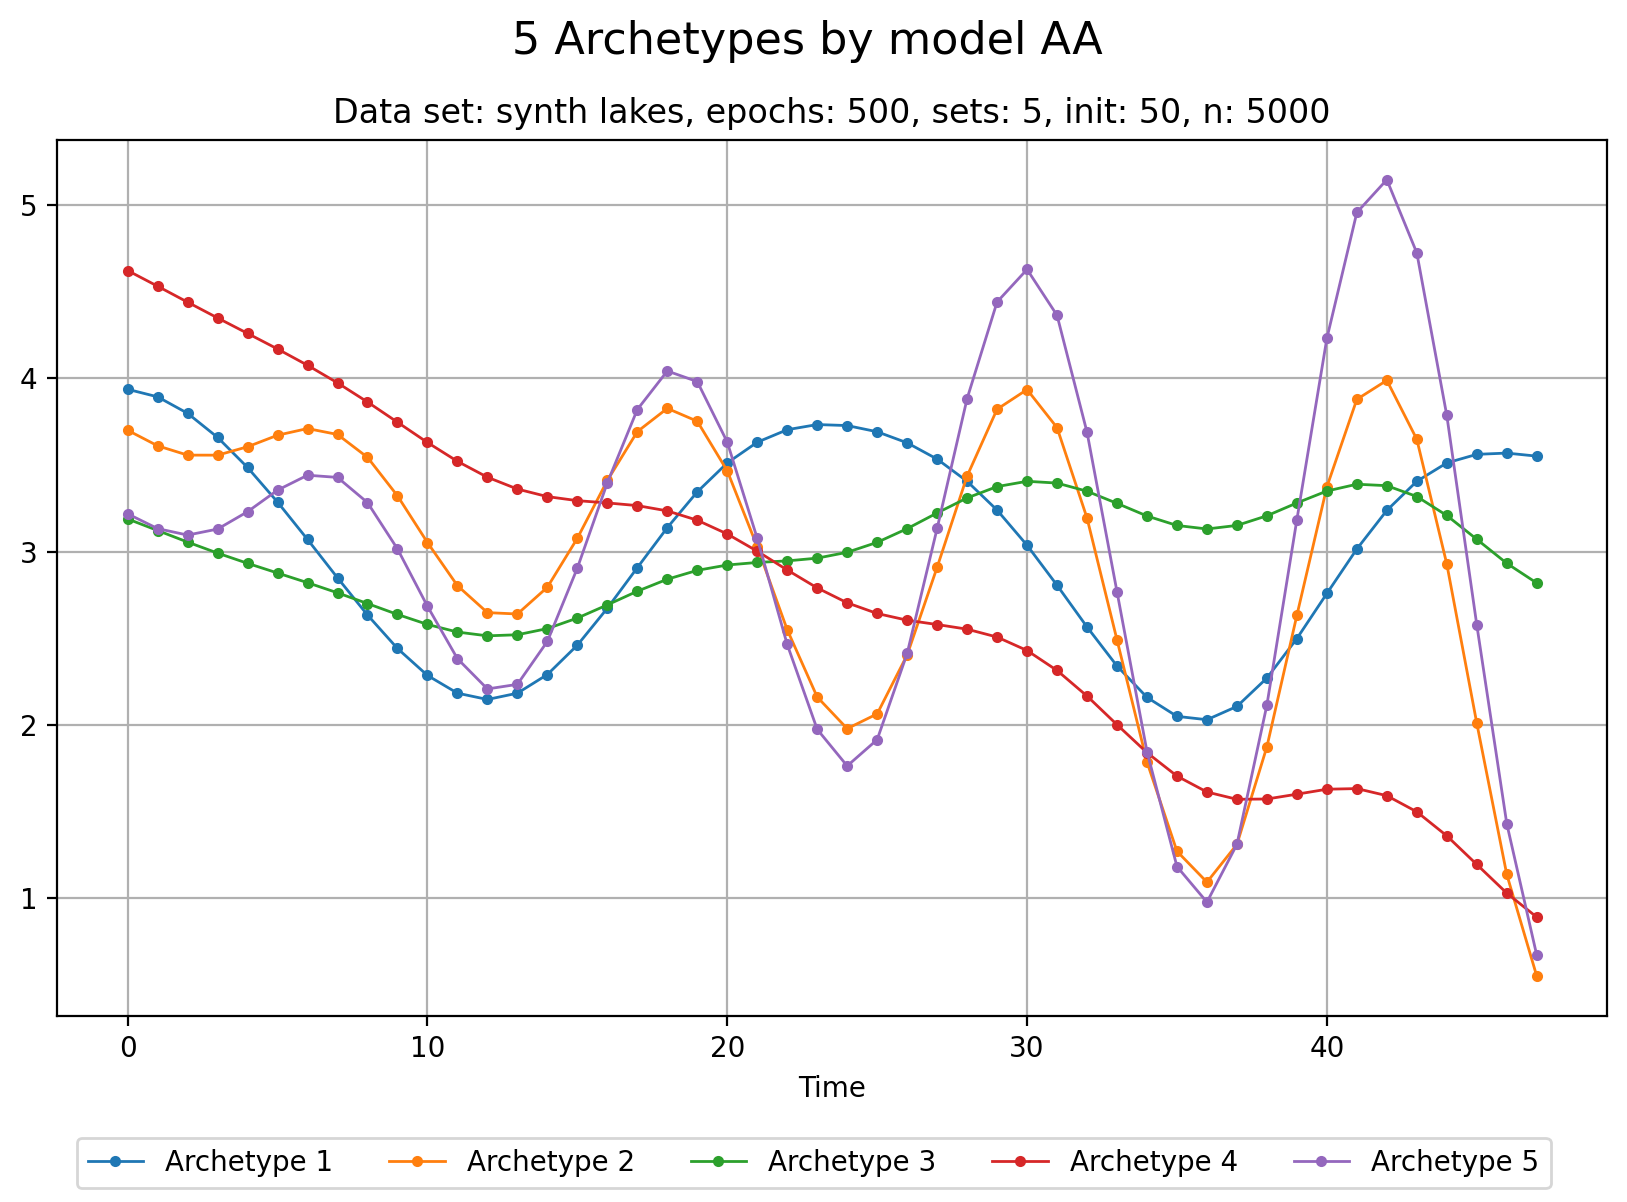 5 Archetypes by model AA
Data set: synth lakes, epochs: 500, sets: 5, init: 50, n: 5000
5
4
3
2
1
0 10 20 30 40
Time
Archetype 1 Archetype 2 Archetype 3 Archetype 4 Archetype 5